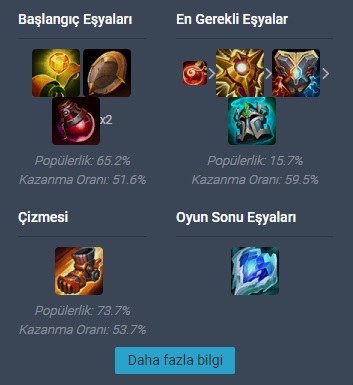 Başlangıç Eşyaları
x2
Popülerlik: 65.2%
Kazanma Oranı: 51.6%
En Gerekli Eşyalar
Popülerlik: 15.7%
Kazanma Oranı: 59.5%
Çizmesi
Popülerlik: 73.7%
Kazanma Oranı: 53.7%
Oyun Sonu Eşyaları
Daha fazla bilgi